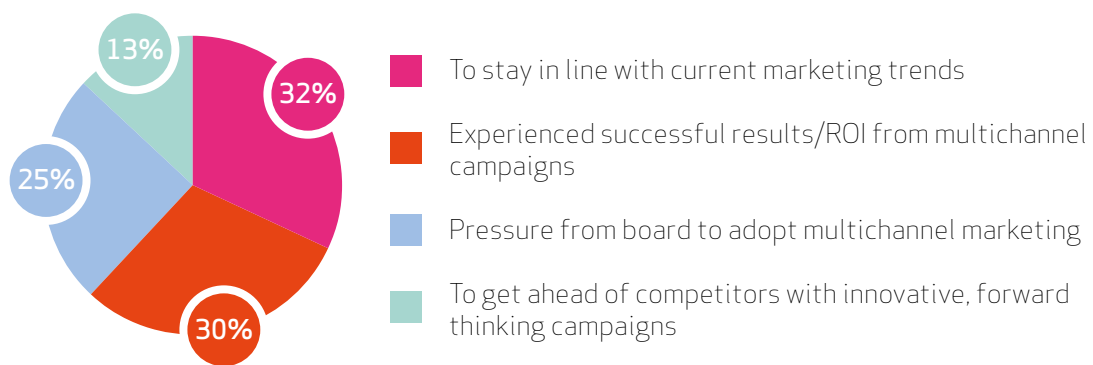 13%
32%
25%
30%
To stay in line with current marketing trends
Experienced successful results/ROI from multichannel
campaigns
Pressure from board to adopt multichannel marketing
To get ahead of competitors with innovative, forward
thinking campaigns